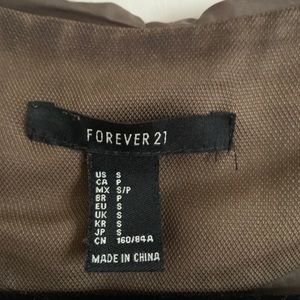 FOREVER 21
US S
CA P
MX S/P
BR P
EU S
UK S
KR S
JP S
CN 160/84A
MADE IN CHINA